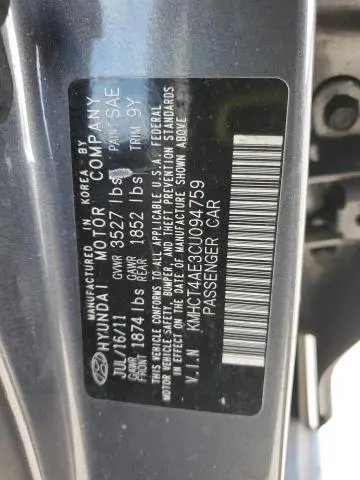 MANUFACTURED IN KOREA BY
HYUNDAI MOTOR COMPANY
JUL/16/11 GVWR 3527 lbs PAINT SAE
GAWR FRONT 1874 lbs GAWR REAR 1852 lbs TRIM 9Y
THIS VEHICLE CONFORMS TO ALL APPLICABLE U.S.A. FEDERAL
MOTOR VEHICLE SAFETY BUMPER, AND THEFT PREVENTION STANDARDS
IN EFFECT ON THE DATE OF MANUFACTURE SHOWN ABOVE
V.I.N KMHCT4AE3CU094759
PASSENGER CAR